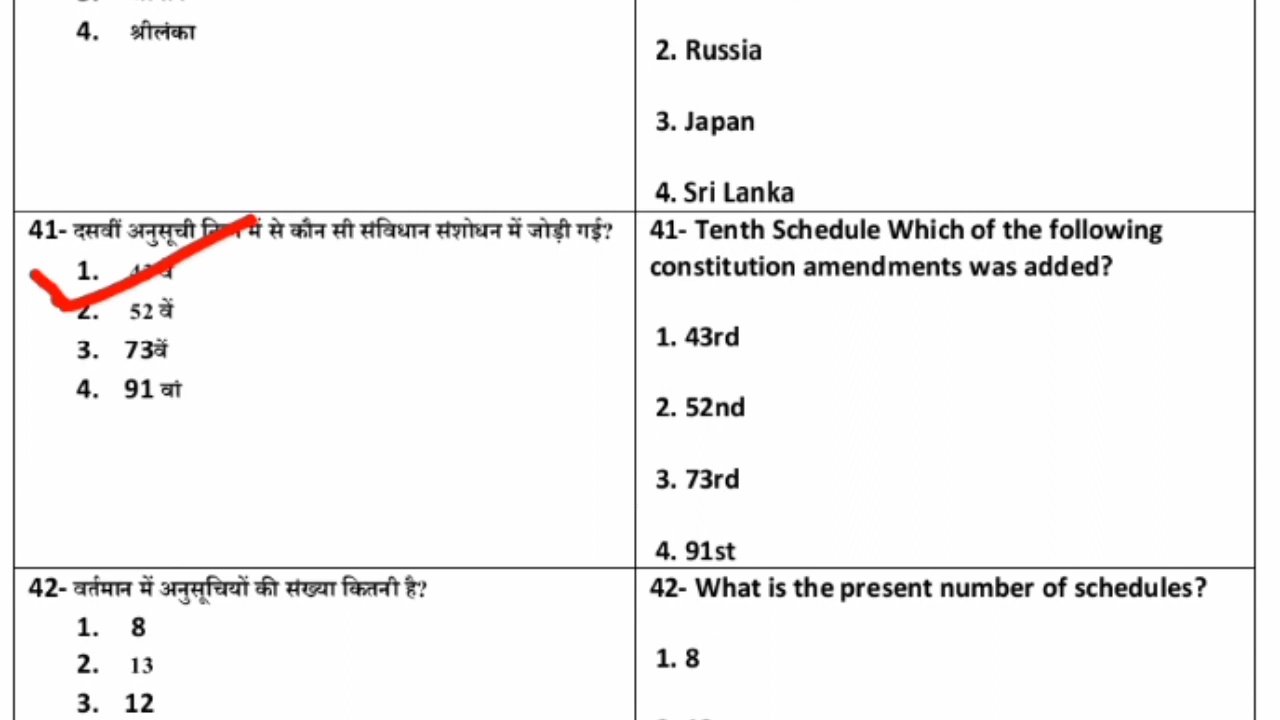 4. श्रीलंका
2. Russia
3. Japan
4. Sri Lanka
41- दसवीं अनुसूची में से कौन सी संविधान संशोधन में जोड़ी गई?
1.
2. 52 वें
3. 73वें
4. 91 वां
41- Tenth Schedule Which of the following
constitution amendments was added?
1. 43rd
2. 52nd
3. 73rd
4. 91st
42- वर्तमान में अनुसूचियों की संख्या कितनी है?
1. 8
2. 13
3. 12
42- What is the present number of schedules?
1. 8